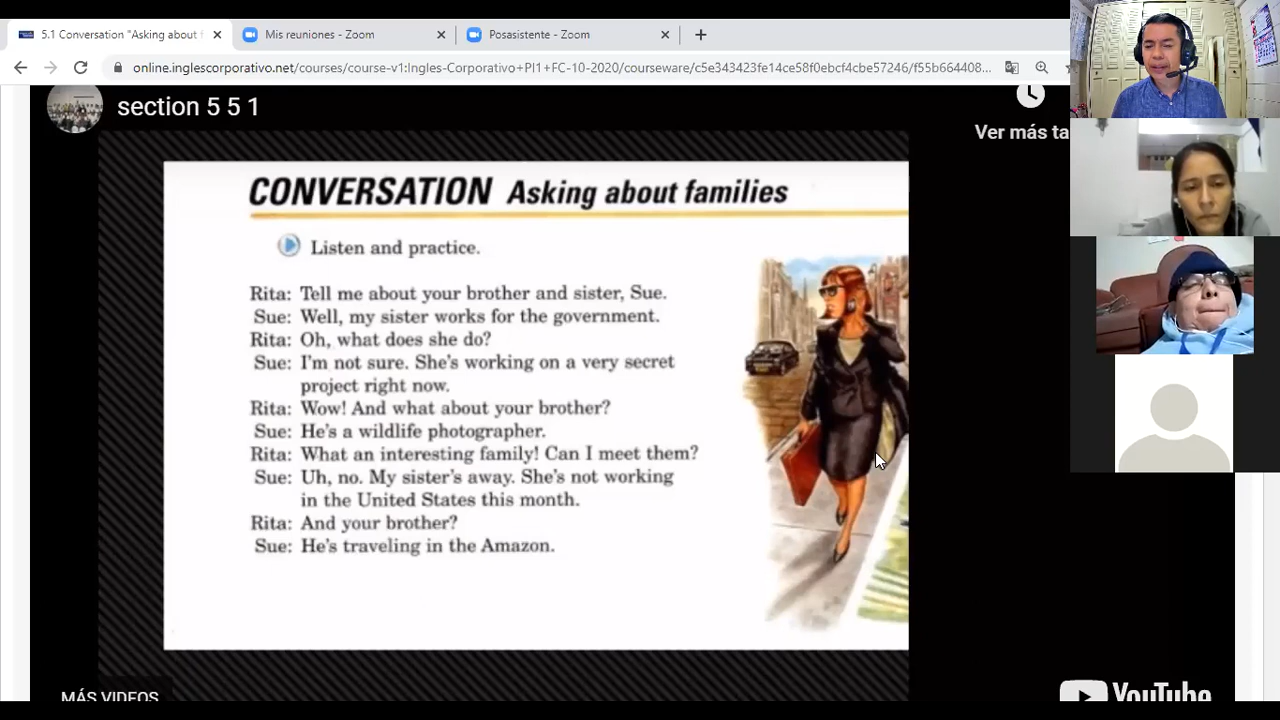 5.1 Conversation "Asking about f
Mis reuniones - Zoom
Posasistente - Zoom
online.inglescorporativo.net/courses/course-v1:ingles
orativo+PI1+FC-10-2020/courseware/c5e343423fe14ce58f0ebcf4cbe57246/f55b664408...
section 5 5 1
Ver más ta
CONVERSATION Asking about families
Listen and practice.
Rita: Tell me about your brother and sister, Sue.
Sue: Well, my sister works for the government.
Rita: Oh, what does she do?
Sue: I'm not sure. She's working on a very secret
project right now.
Rita: Wow! And what about your brother?
Sue: He's a wildlife photographer.
Rita: What an interesting family! Can I meet them?
Sue: Uh, no. My sister's away. She's not working
in the United States this month.
Rita: And your brother?
Sue: He's traveling in the Amazon.
MÁS VIDEOS
YouTube